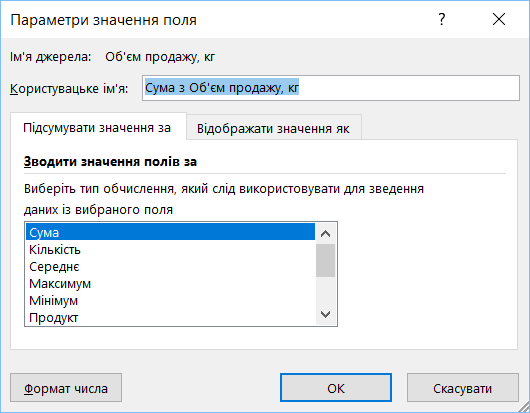 Параметри значення поля
?
Ім'я джерела: Об'єм продажу, кг
Користувацьке ім'я: Сума з Об'єм продажу, кг
Підсумувати значення за Відображати значення як
Зводити значення полів за
Виберіть тип обчислення, який слід використовувати для зведення
даних із вибраного поля
Сума
Кількість
Середнє
Максимум
Мінімум
Продукт
Формат числа ОК Скасувати